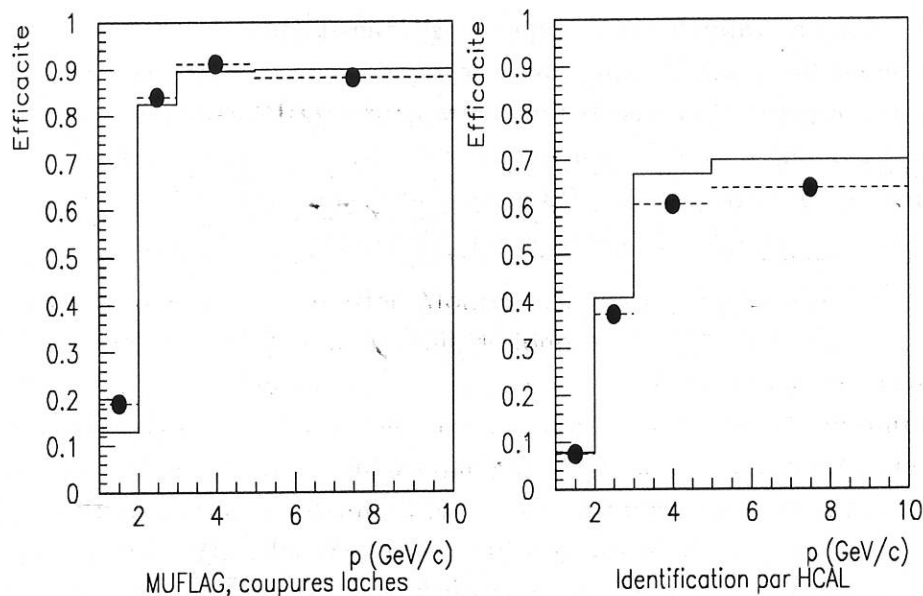 Efficacite
1
0.9
0.8
0.7
0.6
0.5
0.4
0.3
0.2
0.1
0
2 4 6 8 10
p (GeV/c)
MUFLAG, coupures laches
Efficacite
1
0.9
0.8
0.7
0.6
0.5
0.4
0.3
0.2
0.1
0
2 4 6 8 10
p (GeV/c)
Identification par HCAL